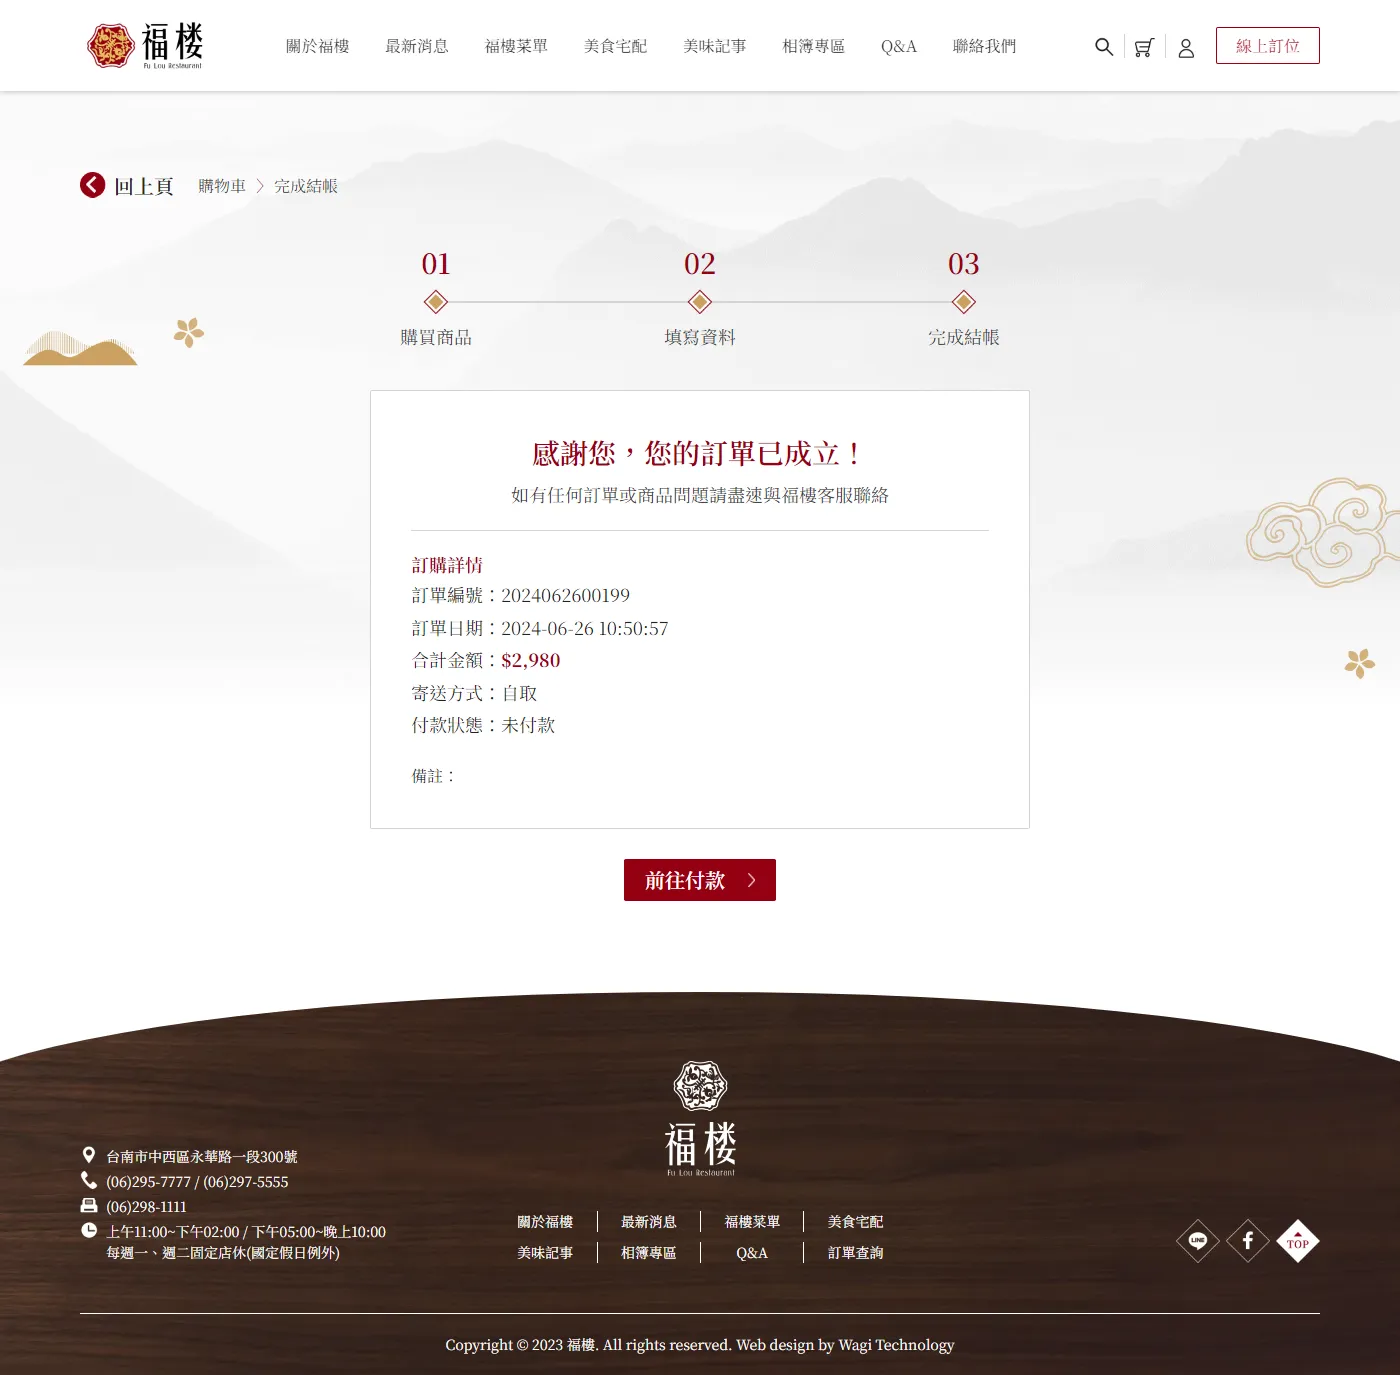 福楼
Fu Lou Restaurant
關於福樓
最新消息
福樓菜單
美食宅配
美味記事
相簿專區
Q&A
聯絡我們
線上訂位
回上頁
購物車
完成結帳
01
02
03
購買商品
填寫資料
完成結帳
感謝您，您的訂單已成立！
如有任何訂單或商品問題請盡速與福樓客服聯絡
訂購詳情
訂單編號：2024062600199
訂單日期：2024-06-26 10:50:57
合計金額：$2,980
寄送方式：自取
付款狀態：未付款
備註：
前往付款
福楼
Fu Lou Restaurant
台南市中西區永華路一段300號
(06)295-7777 / (06)297-5555
(06)298-1111
上午11:00~下午02:00 / 下午05:00~晚上10:00
每週一、週二固定店休(國定假日例外)
關於福樓
最新消息
福樓菜單
美食宅配
美味記事
相簿專區
Q&A
訂單查詢
LINE
TOP
Copyright © 2023 福樓. All rights reserved. Web design by Wagi Technology